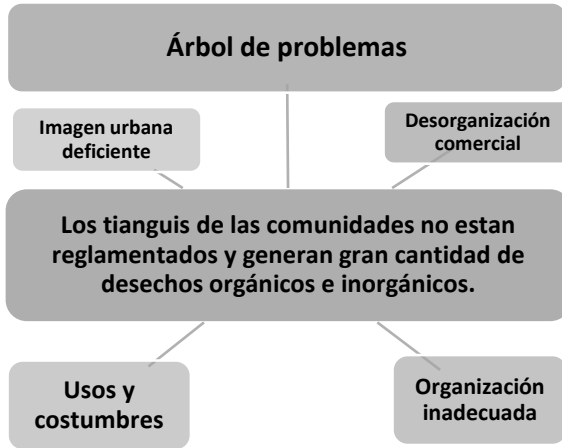 Árbol de problemas
Imagen urbana
deficiente
Desorganización
comercial
Los tianguis de las comunidades no estan
reglamentados y generan gran cantidad de
desechos orgánicos e inorgánicos.
Usos y
costumbres
Organización
inadecuada